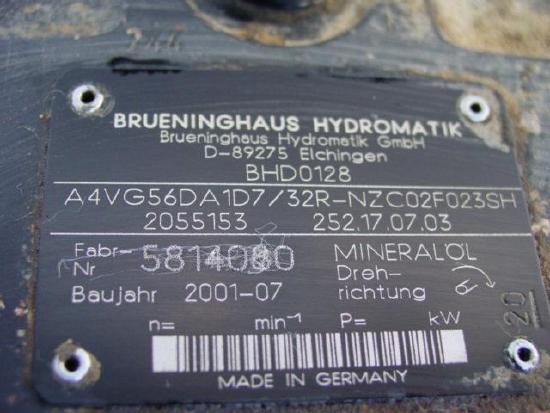 BRUENINGHAUS HYDROMATIK
Brueninghaus Hydromatik GmbH
D-89275 Elchingen
BHD0128
A4VG56DA1D7/32R-NZC02F023SH
2055153 252.17.07.03
Fabr- Nr MINERALÖL
Baujahr 2001-07 Dreh-richtung
n= min⁻¹ P= kW
20
MADE IN GERMANY